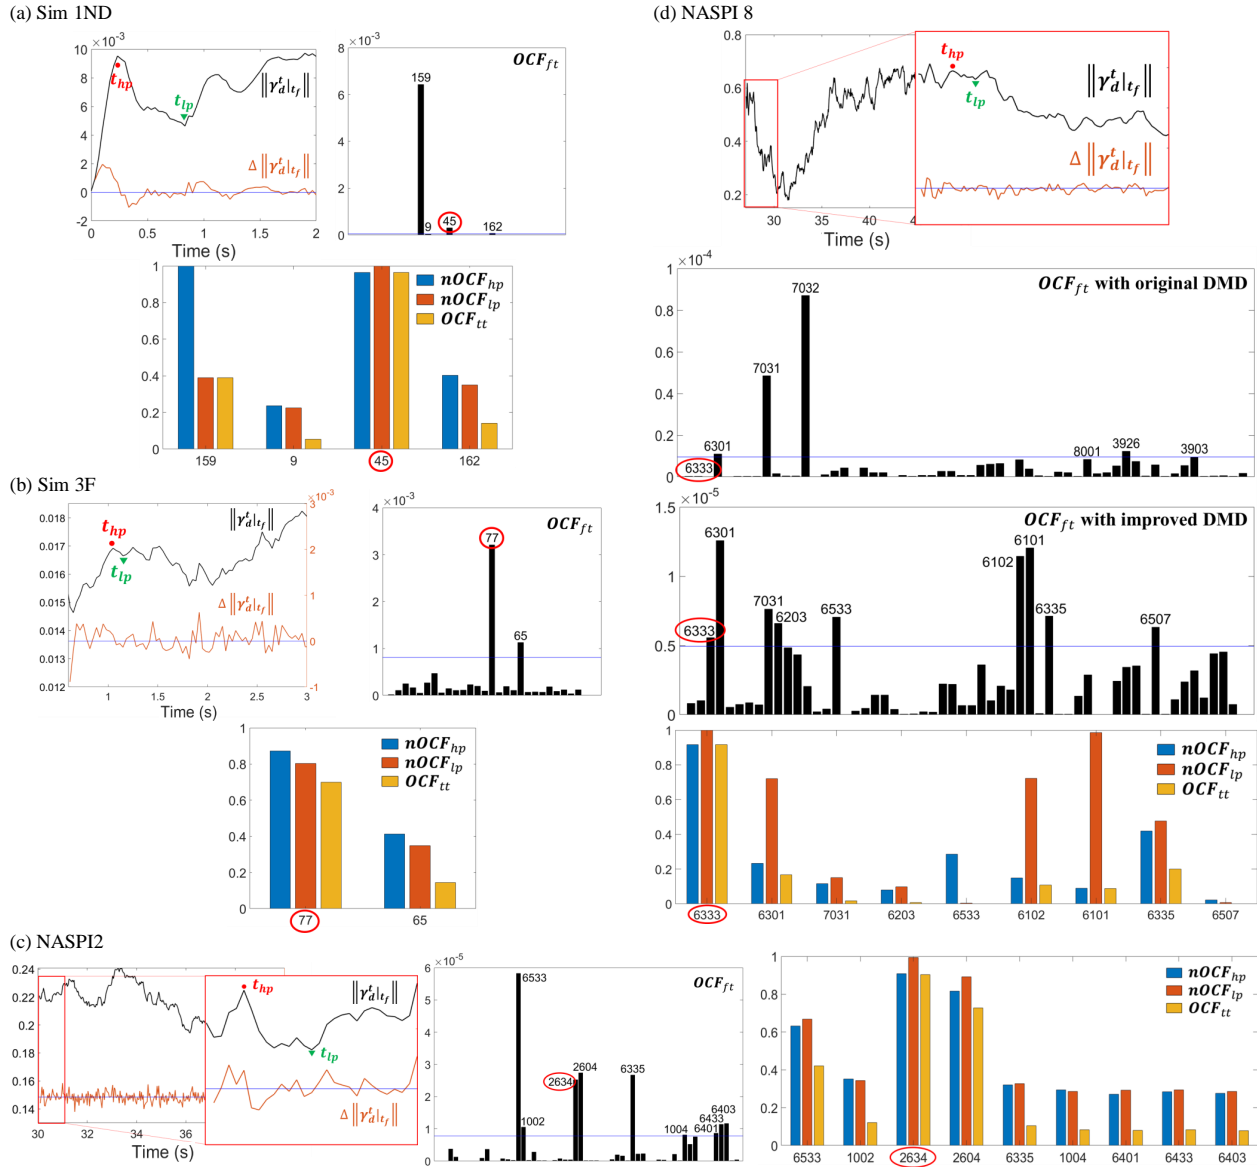 (a) Sim 1ND
×10⁻³
10
8
6
4
2
0
-2
t_hp
t_lp
‖γ_d^t|_{t_f}‖
Δ‖γ_d^t|_{t_f}‖
0 0.5 1 1.5 2
Time (s)
×10⁻³
8
6
4
3
0
OCF_ft
159
9
45
162
1
0.8
0.6
0.4
0.2
0
nOCF_hp
nOCF_lp
OCF_tt
159 9 45 162
(b) Sim 3F
0.018
0.017
0.016
0.015
0.014
0.013
0.012
t_hp
t_lp
‖γ_d^t|_{t_f}‖
Δ‖γ_d^t|_{t_f}‖
×10⁻³
3
2
1
0
-1
1 1.5 2 2.5 3
Time (s)
×10⁻³
4
3
2
1
0
OCF_ft
77
65
1
0.8
0.6
0.4
0.2
0
nOCF_hp
nOCF_lp
OCF_tt
77 65
(c) NASPI2
0.24
0.22
0.20
0.18
0.16
0.14
t_hp
t_lp
‖γ_d^t|_{t_f}‖
Δ‖γ_d^t|_{t_f}‖
30 32 34 36
Time (s)
×10⁻⁵
6
5
4
3
2
1
0
OCF_ft
6533
1002
2634
2604
6335
1004
6401
6433
6403
1
0.8
0.6
0.4
0.2
0
nOCF_hp
nOCF_lp
OCF_tt
6533 1002 2634 2604 6335 1004 6401 6433 6403
(d) NASPI 8
0.8
0.6
0.4
0.2
t_hp
t_lp
‖γ_d^t|_{t_f}‖
Δ‖γ_d^t|_{t_f}‖
30 35 40 4
Time (s)
×10⁻⁴
1
0.8
0.6
0.4
0.2
0
OCF_ft with original DMD
6333
6301
7031
7032
8001
3926
3903
×10⁻⁵
1.5
1
0.5
0
OCF_ft with improved DMD
6333
6301
7031
6203
6533
6102
6101
6335
6507
1
0.8
0.6
0.4
0.2
0
nOCF_hp
nOCF_lp
OCF_tt
6333 6301 7031 6203 6533 6102 6101 6335 6507